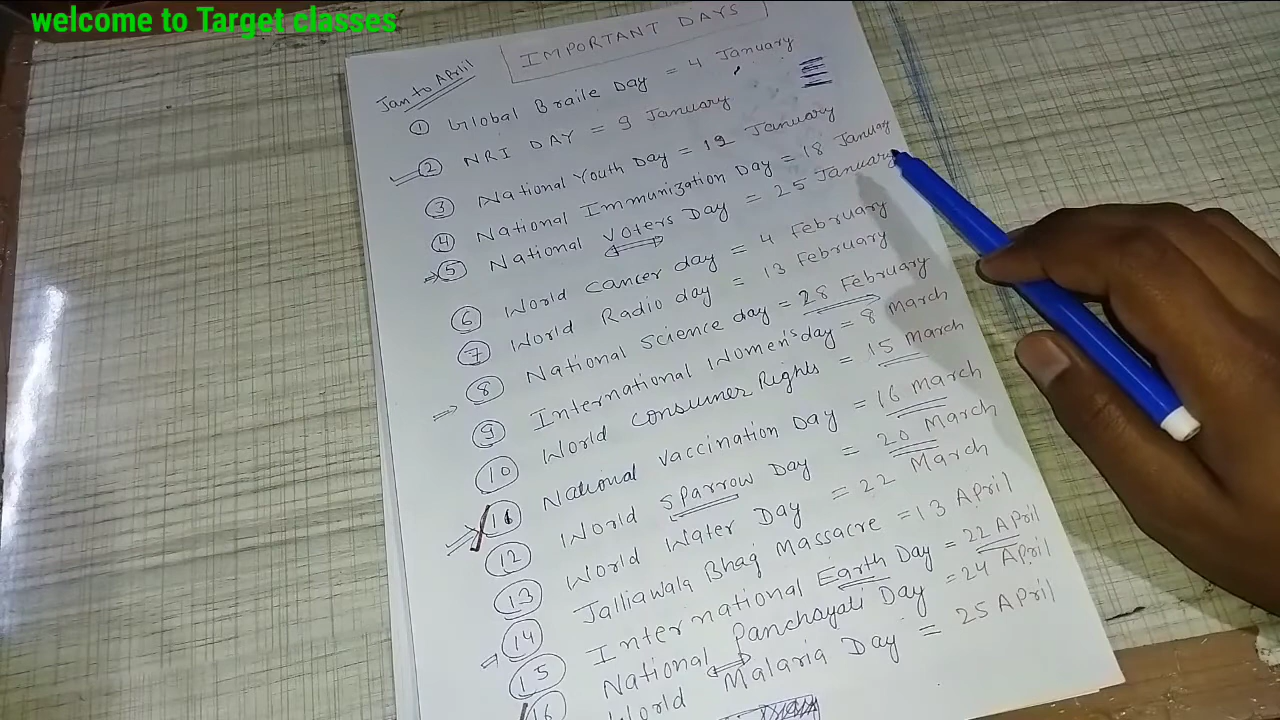 welcome to Target classes
IMPORTANT DAYS
Jan to APril
1 Global Braile Day = 4 January
2 NRI DAY = 9 January
3 National Youth Day = 12 January
4 National Immunization Day = 18 January
5 National Voters Day = 25 January
6 World Cancer day = 4 February
7 World Radio day = 13 February
8 National Science day = 28 February
9 International Women's day = 8 March
10 World Consumer Rights = 15 March
11 National Vaccination Day = 16 March
12 World Sparrow Day = 20 March
13 World Water Day = 22 March
14 Jalliawala Bhag Massacre = 13 April
15 International Earth Day = 22 April
16 National Panchayati Day = 24 April
World Malaria Day = 25 April